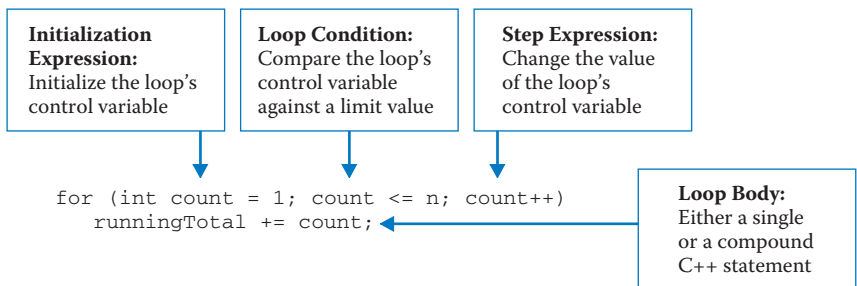 Initialization
Expression:
Initialize the loop's
control variable
Loop Condition:
Compare the loop's
control variable
against a limit value
Step Expression:
Change the value
of the loop's
control variable
for (int count = 1; count <= n; count++)
runningTotal += count;
Loop Body:
Either a single
or a compound
C++ statement